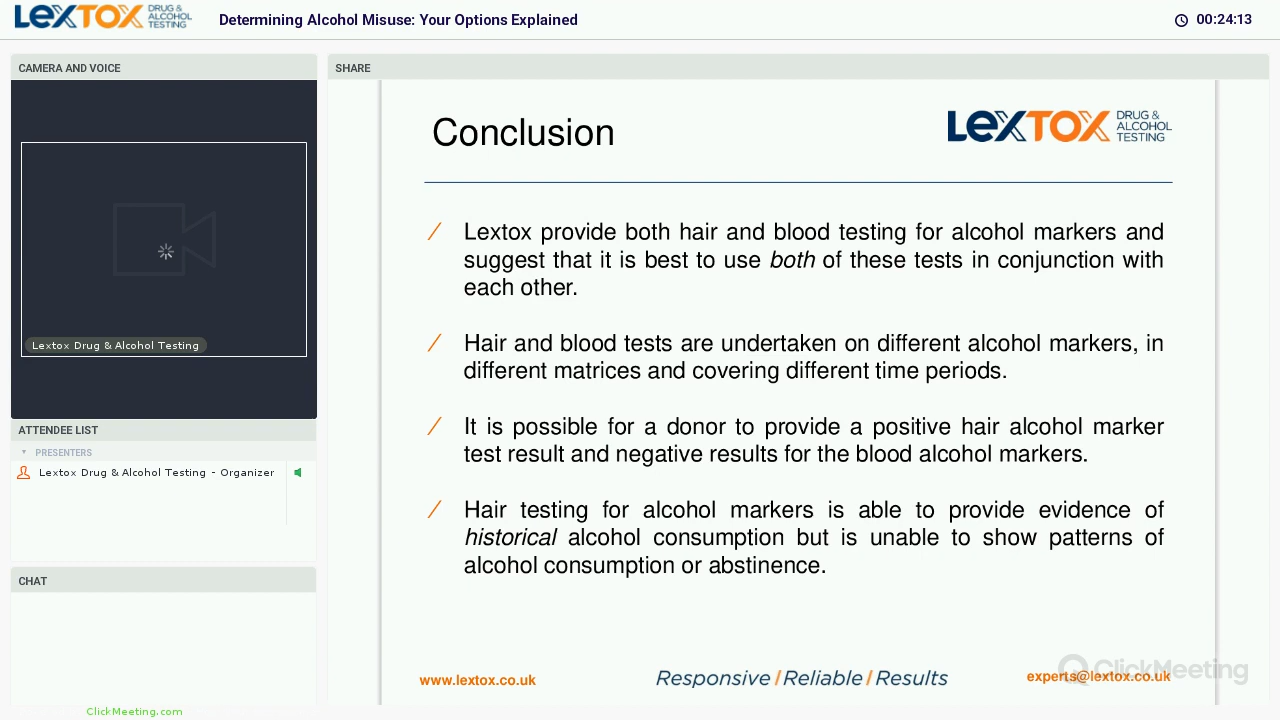 LEXTOX DRUG &
ALCOHOL
TESTING
Determining Alcohol Misuse: Your Options Explained
00:24:13
CAMERA AND VOICE
Lextox Drug & Alcohol Testing
ATTENDEE LIST
PRESENTERS
Lextox Drug & Alcohol Testing - Organizer
CHAT
ClickMeeting.com
SHARE
Conclusion
LEXTOX DRUG &
ALCOHOL
TESTING
Lextox provide both hair and blood testing for alcohol markers and
suggest that it is best to use both of these tests in conjunction with
each other.
Hair and blood tests are undertaken on different alcohol markers, in
different matrices and covering different time periods.
It is possible for a donor to provide a positive hair alcohol marker
test result and negative results for the blood alcohol markers.
Hair testing for alcohol markers is able to provide evidence of
historical alcohol consumption but is unable to show patterns of
alcohol consumption or abstinence.
www.lextox.co.uk
Responsive / Reliable / Results
experts@lextox.co.uk
ClickMeeting